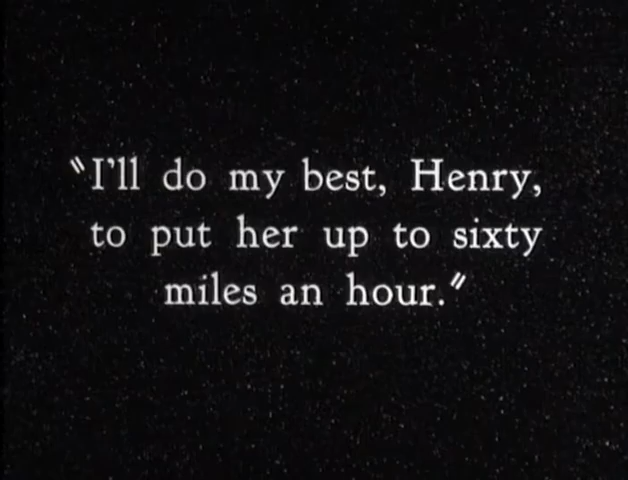 "I'll do my best, Henry,
to put her up to sixty
miles an hour."